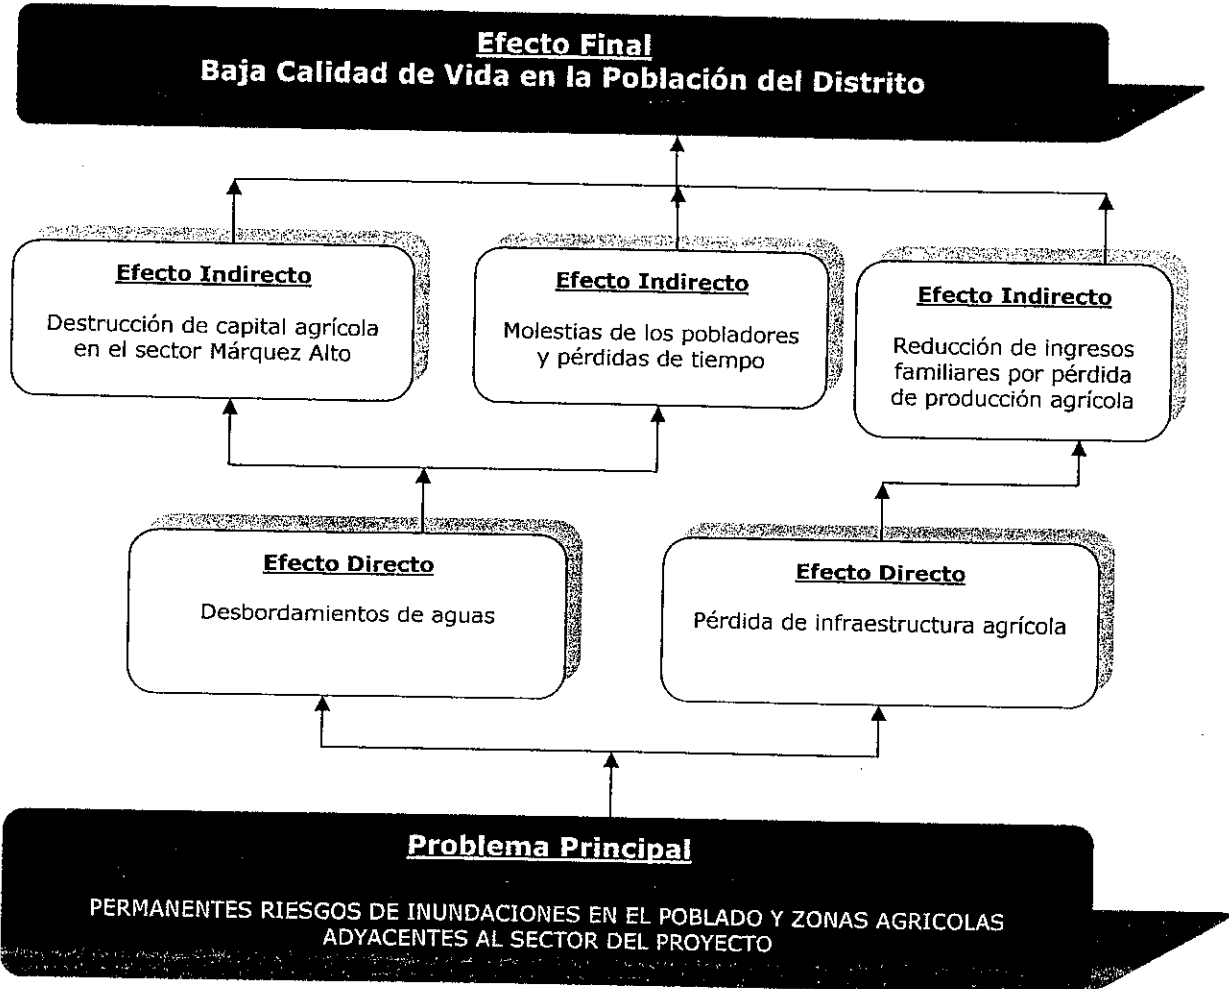 Efecto Final
Baja Calidad de Vida en la Población del Distrito
Efecto Indirecto
Destrucción de capital agrícola
en el sector Márquez Alto
Efecto Indirecto
Molestias de los pobladores
y pérdidas de tiempo
Efecto Indirecto
Reducción de ingresos
familiares por pérdida
de producción agrícola
Efecto Directo
Desbordamientos de aguas
Efecto Directo
Pérdida de infraestructura agrícola
Problema Principal
PERMANENTES RIESGOS DE INUNDACIONES EN EL POBLADO Y ZONAS AGRICOLAS
ADYACENTES AL SECTOR DEL PROYECTO